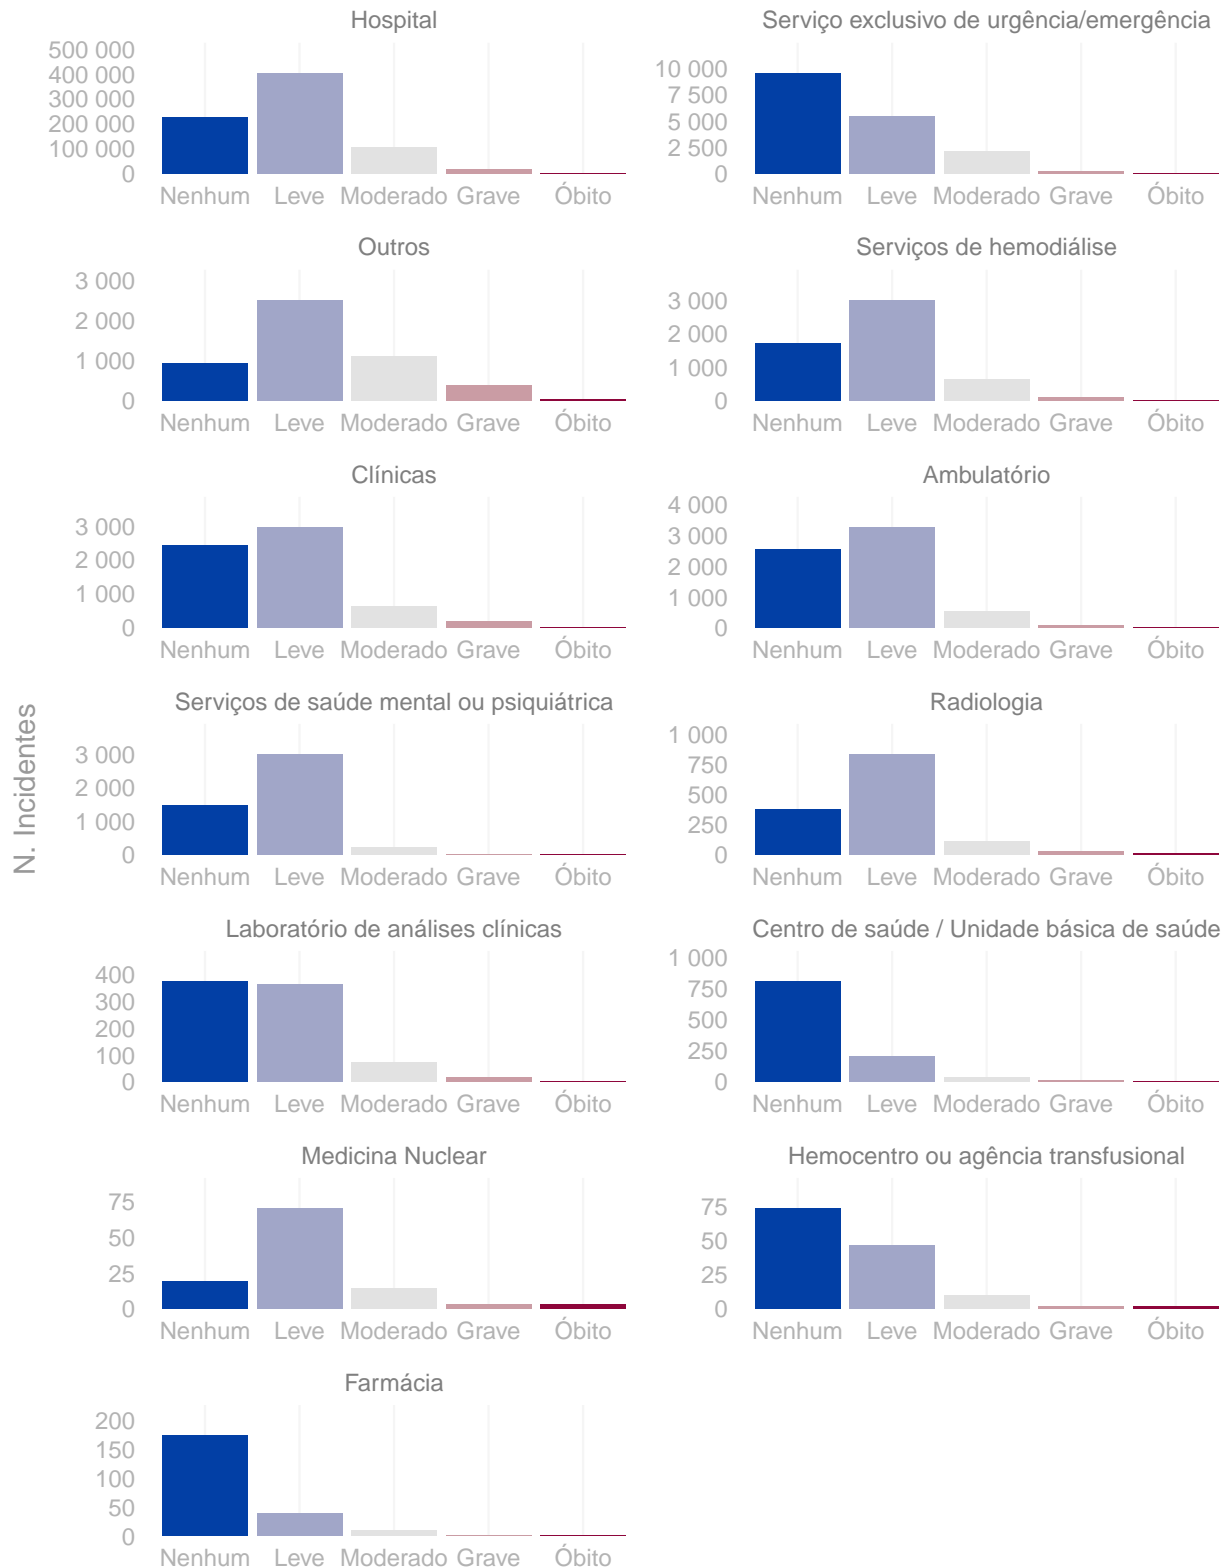 Hospital
500 000
400 000
300 000
200 000
100 000
0
Nenhum Leve Moderado Grave Óbito
Serviço exclusivo de urgência/emergência
10 000
7 500
5 000
2 500
0
Nenhum Leve Moderado Grave Óbito
Outros
3 000
2 000
1 000
0
Nenhum Leve Moderado Grave Óbito
Serviços de hemodiálise
3 000
2 000
1 000
0
Nenhum Leve Moderado Grave Óbito
Clínicas
3 000
2 000
1 000
0
Nenhum Leve Moderado Grave Óbito
Ambulatório
4 000
3 000
2 000
1 000
0
Nenhum Leve Moderado Grave Óbito
N. Incidentes
Serviços de saúde mental ou psiquiátrica
3 000
2 000
1 000
0
Nenhum Leve Moderado Grave Óbito
Radiologia
1 000
750
500
250
0
Nenhum Leve Moderado Grave Óbito
Laboratório de análises clínicas
400
300
200
100
0
Nenhum Leve Moderado Grave Óbito
Centro de saúde / Unidade básica de saúde
1 000
750
500
250
0
Nenhum Leve Moderado Grave Óbito
Medicina Nuclear
75
50
25
0
Nenhum Leve Moderado Grave Óbito
Hemocentro ou agência transfusional
75
50
25
0
Nenhum Leve Moderado Grave Óbito
Farmácia
200
150
100
50
0
Nenhum Leve Moderado Grave Óbito